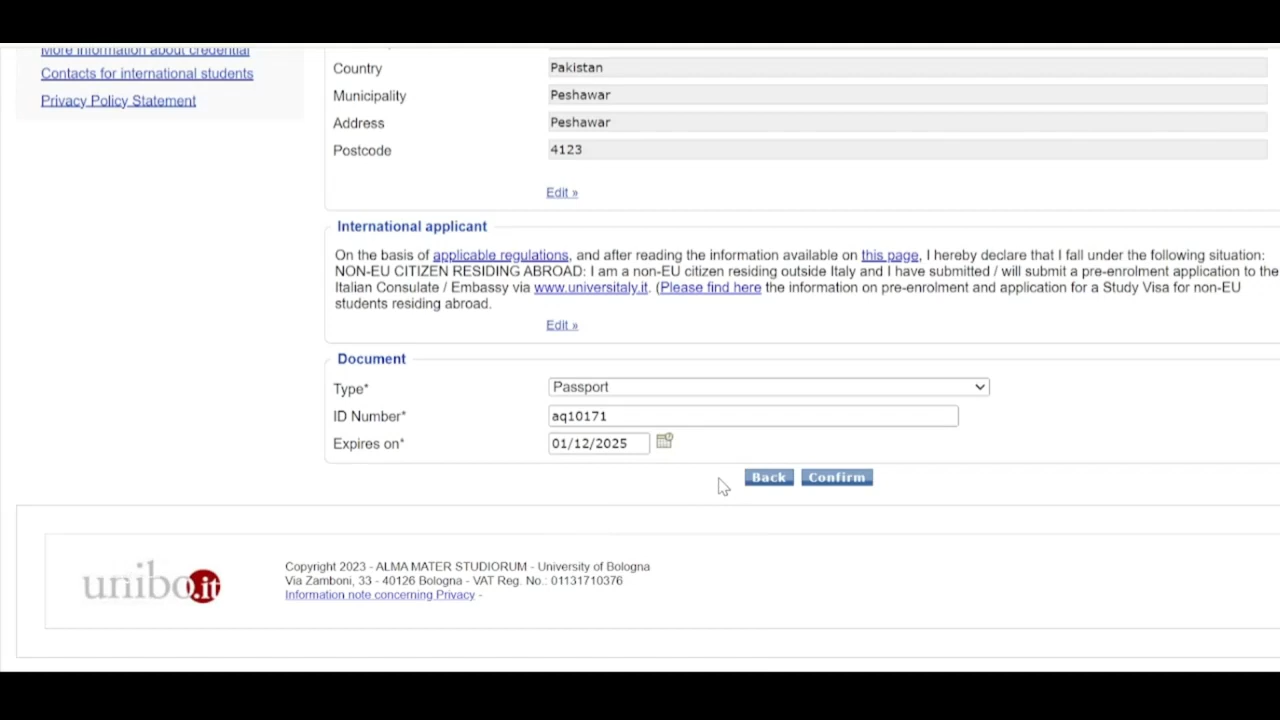 More information about credential
Contacts for international students
Privacy Policy Statement
Country Pakistan
Municipality Peshawar
Address Peshawar
Postcode 4123
Edit »
International applicant
On the basis of applicable regulations, and after reading the information available on this page, I hereby declare that I fall under the following situation:
NON-EU CITIZEN RESIDING ABROAD: I am a non-EU citizen residing outside Italy and I have submitted / will submit a pre-enrolment application to the
Italian Consulate / Embassy via www.universitaly.it. (Please find here the information on pre-enrolment and application for a Study Visa for non-EU
students residing abroad.
Edit »
Document
Type* Passport
ID Number* aq10171
Expires on* 01/12/2025
Back Confirm
unibo.it
Copyright 2023 - ALMA MATER STUDIORUM - University of Bologna
Via Zamboni, 33 - 40126 Bologna - VAT Reg. No.: 01131710376
Information note concerning Privacy -